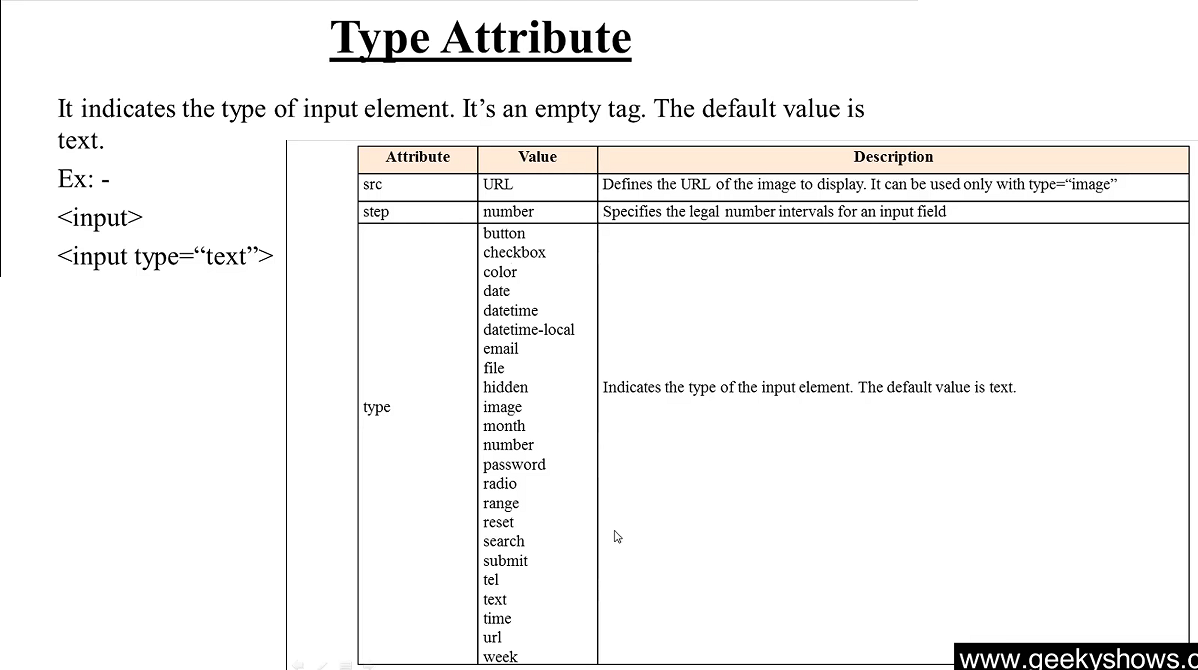 Type Attribute
It indicates the type of input element. It’s an empty tag. The default value is
text.
Ex: -
<input>
<input type=“text”>
Attribute Value Description
src URL Defines the URL of the image to display. It can be used only with type=“image”
step number Specifies the legal number intervals for an input field
button
checkbox
color
date
datetime
datetime-local
email
file
hidden Indicates the type of the input element. The default value is text.
type image
month
number
password
radio
range
reset
search
submit
tel
text
time
url
week
www.geekyshows.c